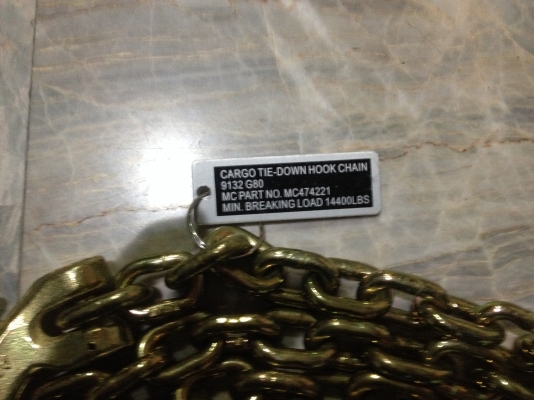 CARGO TIE-DOWN HOOK CHAIN
9132 G80
MC PART NO. MC474221
MIN. BREAKING LOAD 14400LBS